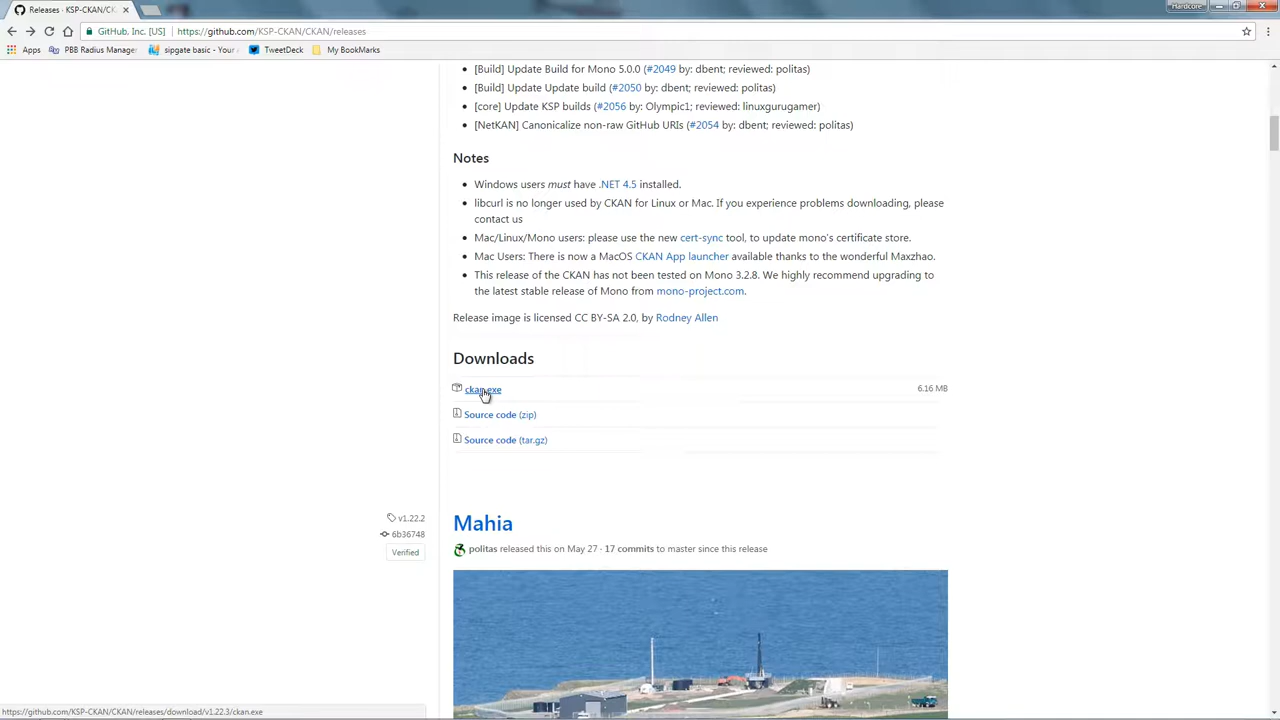 Releases · KSP-CKAN/C
Hardcore
GitHub, Inc. [US]
https://github.com/KSP-CKAN/CKAN/releases
Apps
PBB Radius Manager
sipgate basic - Your
TweetDeck
My BookMarks
[Build] Update Build for Mono 5.0.0 (#2049 by: dbent; reviewed: politas)
[Build] Update Update build (#2050 by: dbent; reviewed: politas)
[core] Update KSP builds (#2056 by: Olympic1; reviewed: linuxgurugamer)
[NetKAN] Canonicalize non-raw GitHub URIs (#2054 by: dbent; reviewed: politas)
Notes
Windows users must have .NET 4.5 installed.
libcurl is no longer used by CKAN for Linux or Mac. If you experience problems downloading, please
contact us
Mac/Linux/Mono users: please use the new cert-sync tool, to update mono's certificate store.
Mac Users: There is now a MacOS CKAN App launcher available thanks to the wonderful Maxzhao.
This release of the CKAN has not been tested on Mono 3.2.8. We highly recommend upgrading to
the latest stable release of Mono from mono-project.com.
Release image is licensed CC BY-SA 2.0, by Rodney Allen
Downloads
ckan.exe
6.16 MB
Source code (zip)
Source code (tar.gz)
v1.22.2
6b36748
Verified
Mahia
politas released this on May 27 · 17 commits to master since this release
https://github.com/KSP-CKAN/CKAN/releases/download/v1.22.3/ckan.exe